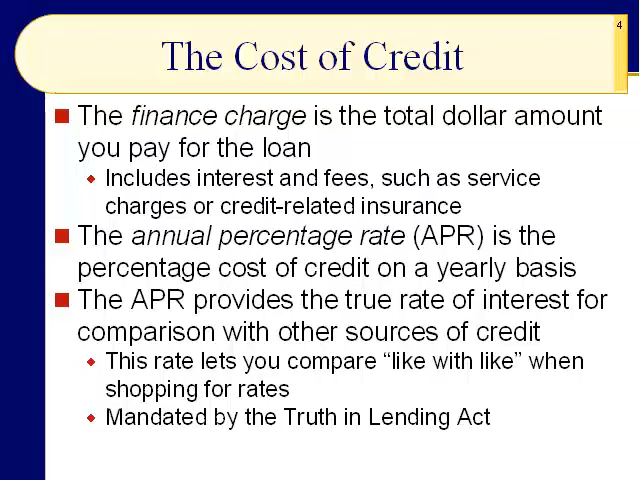 4
The Cost of Credit
The finance charge is the total dollar amount
you pay for the loan
Includes interest and fees, such as service
charges or credit-related insurance
The annual percentage rate (APR) is the
percentage cost of credit on a yearly basis
The APR provides the true rate of interest for
comparison with other sources of credit
This rate lets you compare “like with like” when
shopping for rates
Mandated by the Truth in Lending Act